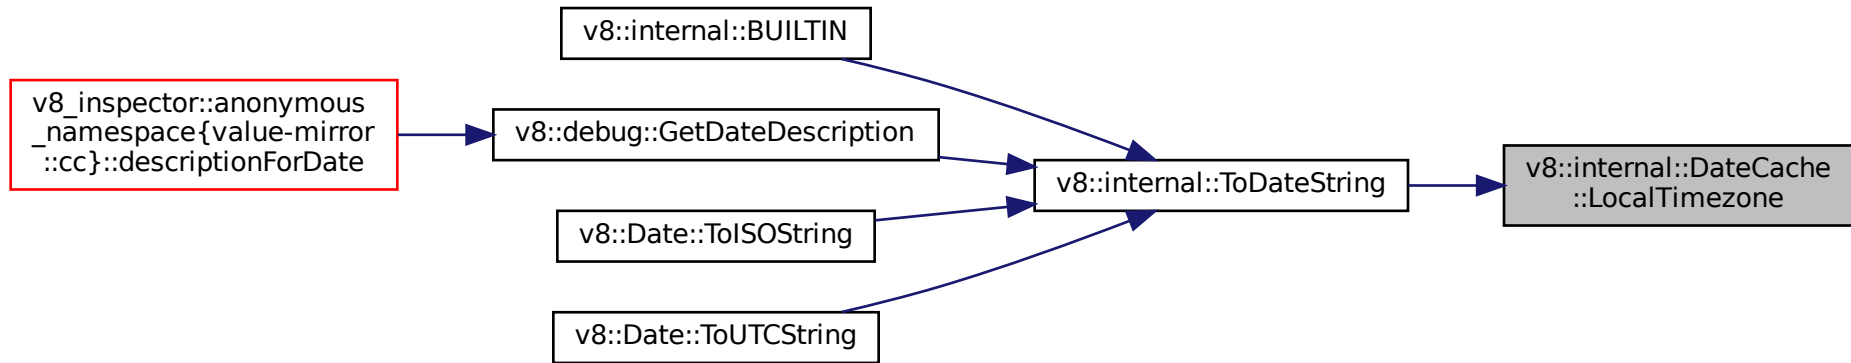 v8::internal::BUILTIN
v8_inspector::anonymous
_namespace{value-mirror
::cc}::descriptionForDate
v8::debug::GetDateDescription
v8::internal::ToDateString
v8::internal::DateCache
::LocalTimezone
v8::Date::ToISOString
v8::Date::ToUTCString